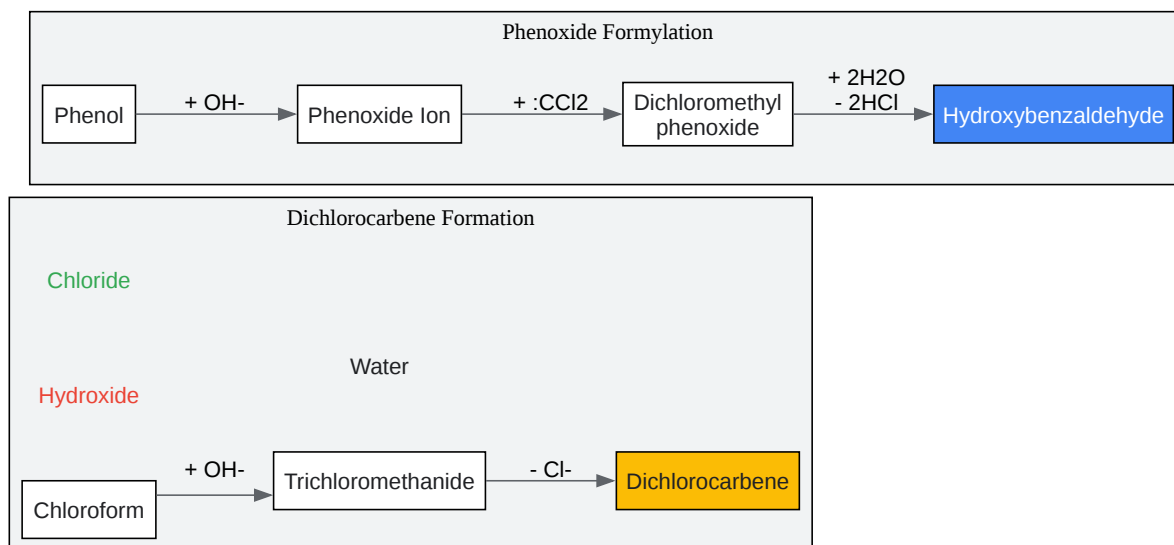 Phenoxide Formylation
Phenol
+ OH-
Phenoxide Ion
+ :CCl2
Dichloromethyl
phenoxide
+ 2H2O
- 2HCl
Hydroxybenzaldehyde
Dichlorocarbene Formation
Chloride
Water
Hydroxide
Chloroform
+ OH-
Trichloromethanide
- Cl-
Dichlorocarbene